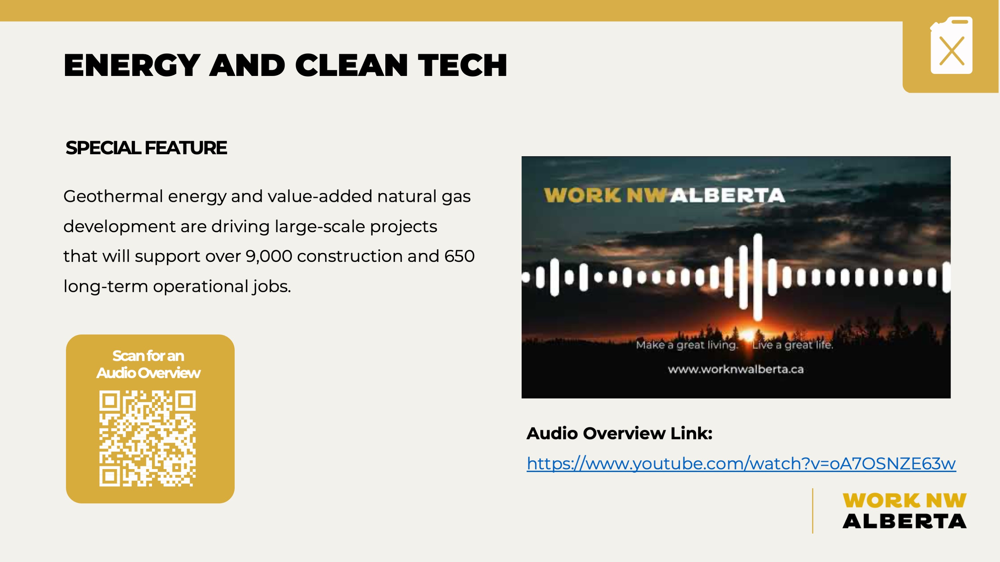 ENERGY AND CLEAN TECH
SPECIAL FEATURE
Geothermal energy and value-added natural gas
development are driving large-scale projects
that will support over 9,000 construction and 650
long-term operational jobs.
Scan for an
Audio Overview
WORK NW ALBERTA
Make a great living. Live a great life.
www.worknwalberta.ca
Audio Overview Link:
https://www.youtube.com/watch?v=oA7OSNZE63w
WORK NW
ALBERTA